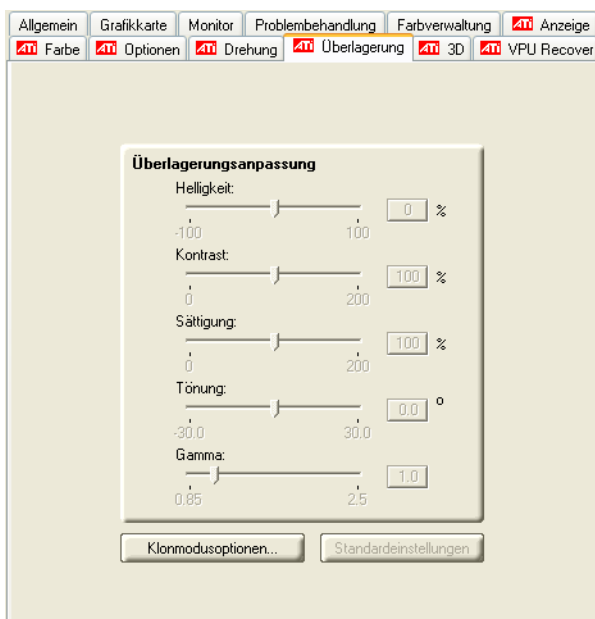 Allgemein Grafikkarte Monitor Problembehandlung Farbverwaltung ATI Anzeige
ATI Farbe ATI Optionen ATI Drehung ATI Überlagerung ATI 3D ATI VPU Recover
Überlagerungsanpassung
Helligkeit:
0 %
-100 100
Kontrast:
100 %
0 200
Sättigung:
100 %
0 200
Tönung:
0.0 °
-30.0 30.0
Gamma:
1.0
0.85 2.5
Klonmodusoptionen... Standardeinstellungen